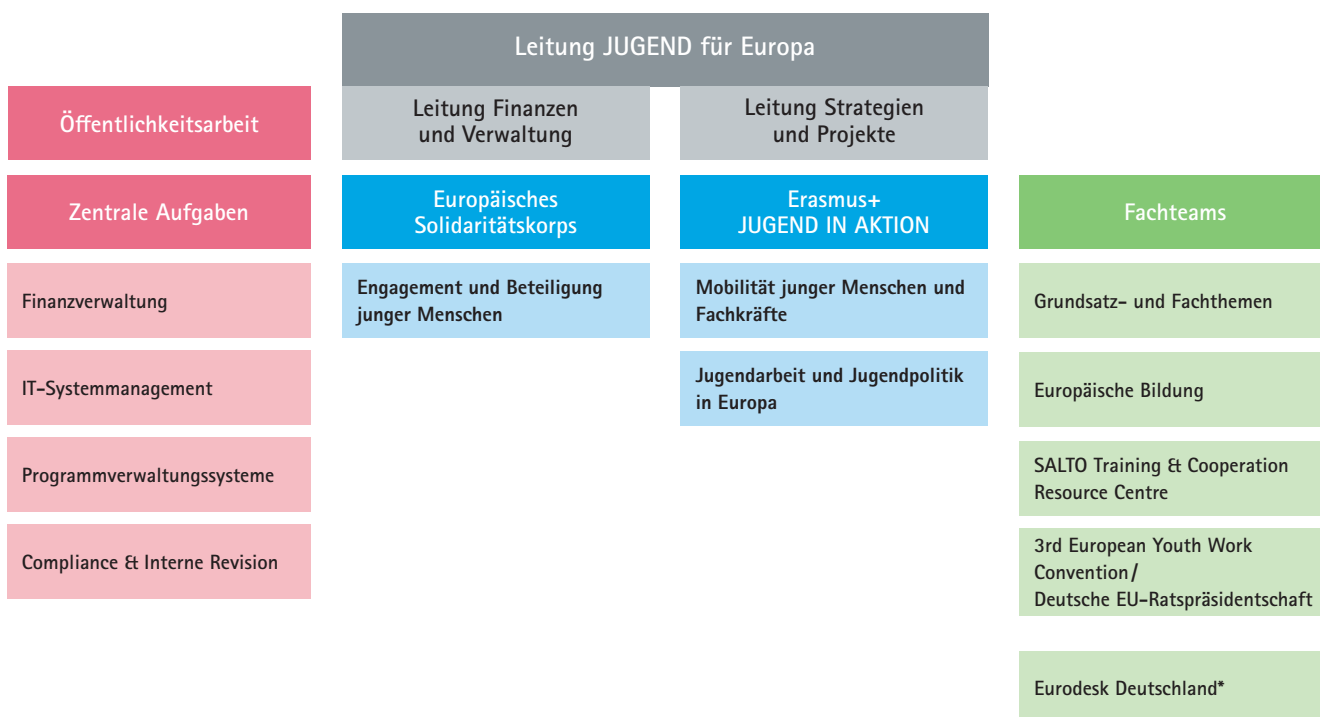 Leitung JUGEND für Europa
Öffentlichkeitsarbeit
Leitung Finanzen
und Verwaltung
Leitung Strategien
und Projekte
Zentrale Aufgaben
Europäisches
Solidaritätskorps
Erasmus+
JUGEND IN AKTION
Fachteams
Finanzverwaltung
Engagement und Beteiligung
junger Menschen
Mobilität junger Menschen und
Fachkräfte
Grundsatz- und Fachthemen
IT-Systemmanagement
Jugendarbeit und Jugendpolitik
in Europa
Europäische Bildung
Programmverwaltungssysteme
SALTO Training & Cooperation
Resource Centre
Compliance & Interne Revision
3rd European Youth Work
Convention/
Deutsche EU-Ratspräsidentschaft
Eurodesk Deutschland*